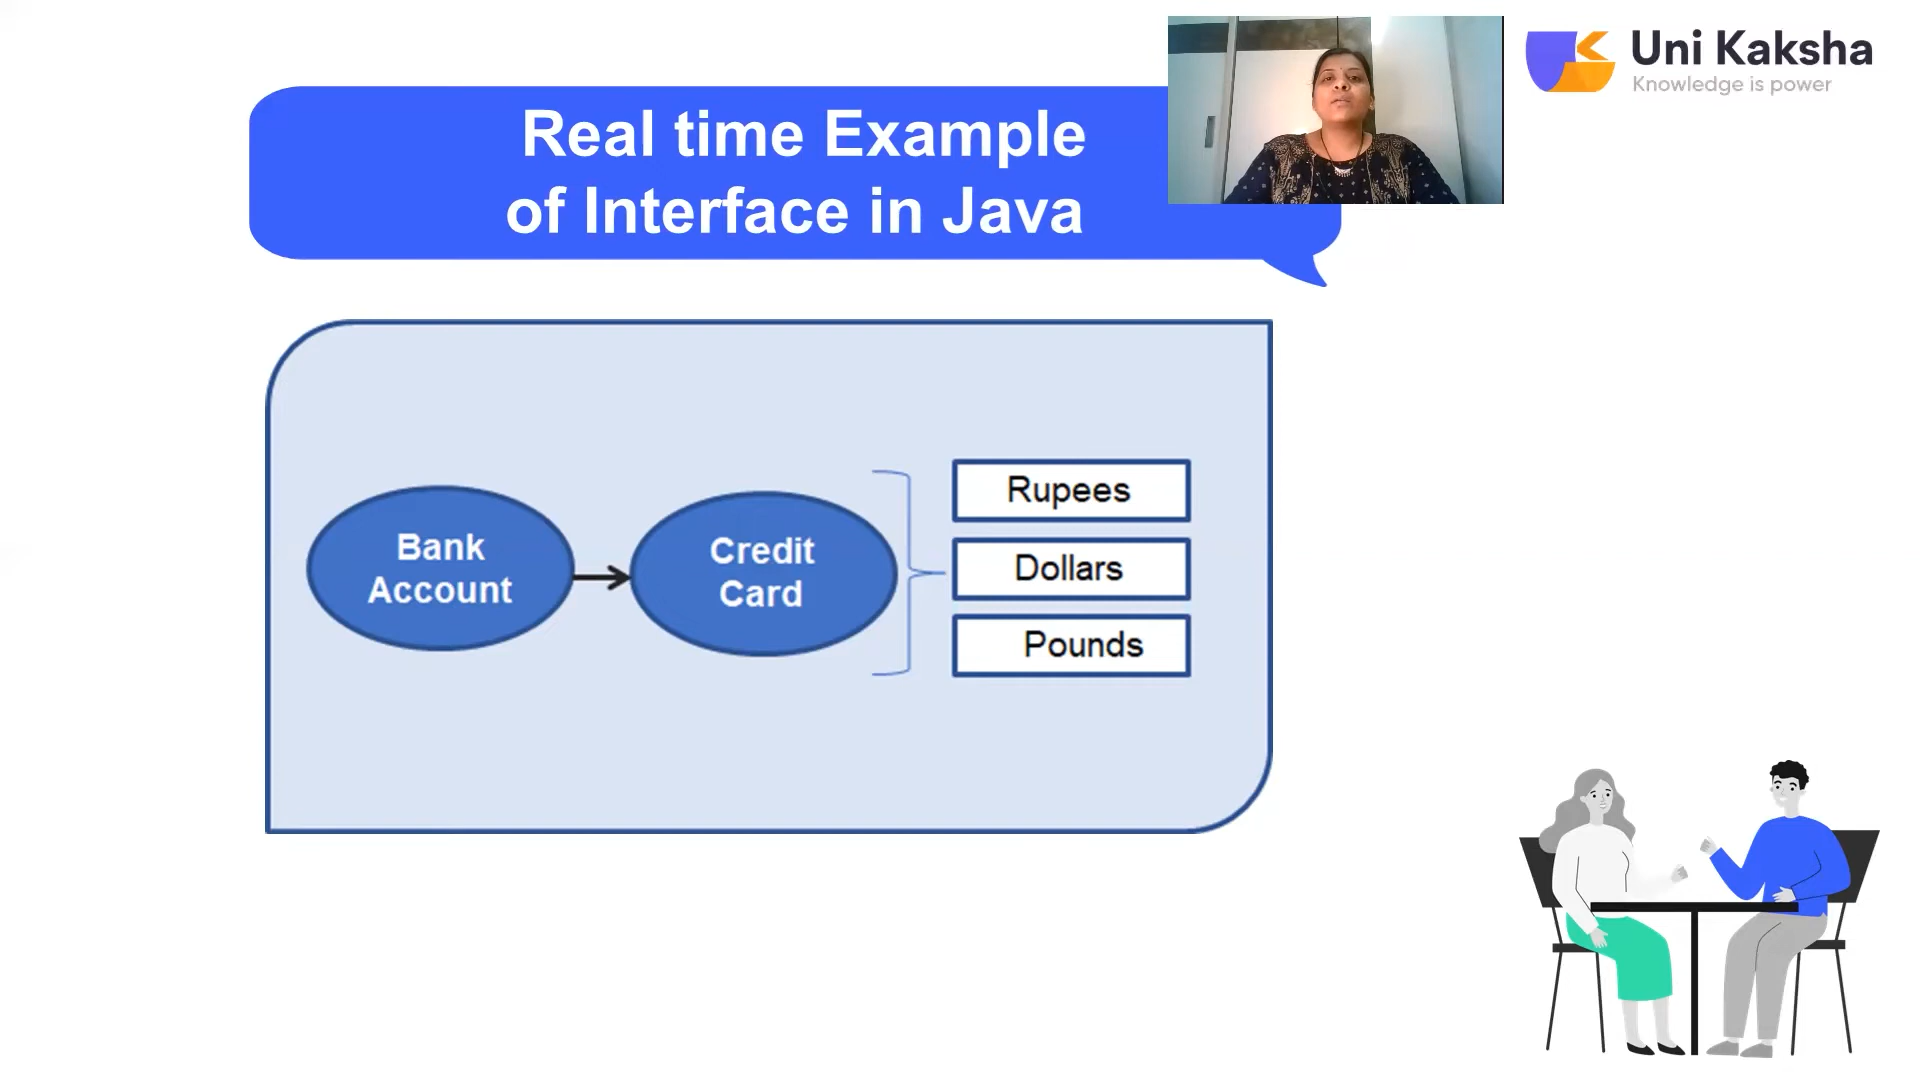 Uni Kaksha
Knowledge is power
Real time Example
of Interface in Java
Bank
Account
Credit
Card
Rupees
Dollars
Pounds